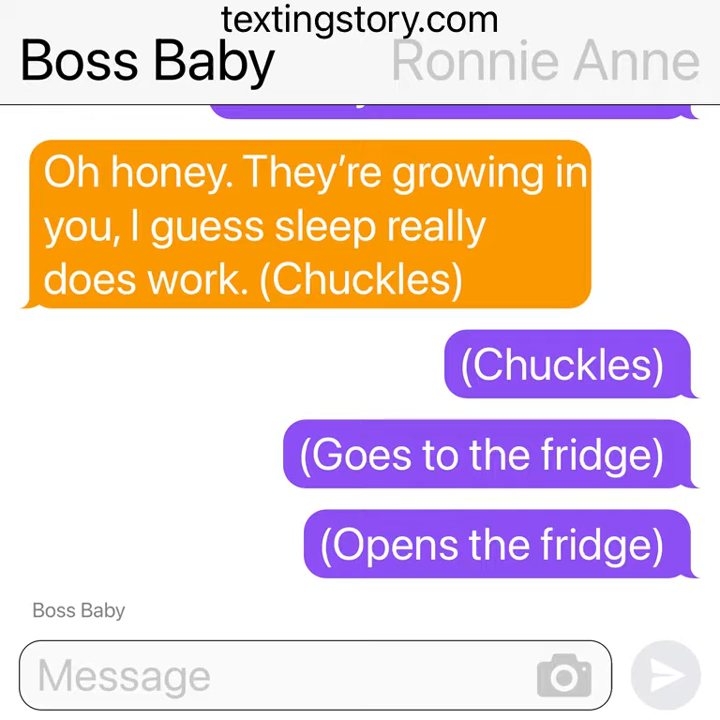 textingstory.com
Boss Baby Ronnie Anne
Oh honey. They’re growing in
you, I guess sleep really
does work. (Chuckles)
(Chuckles)
(Goes to the fridge)
(Opens the fridge)
Boss Baby
Message